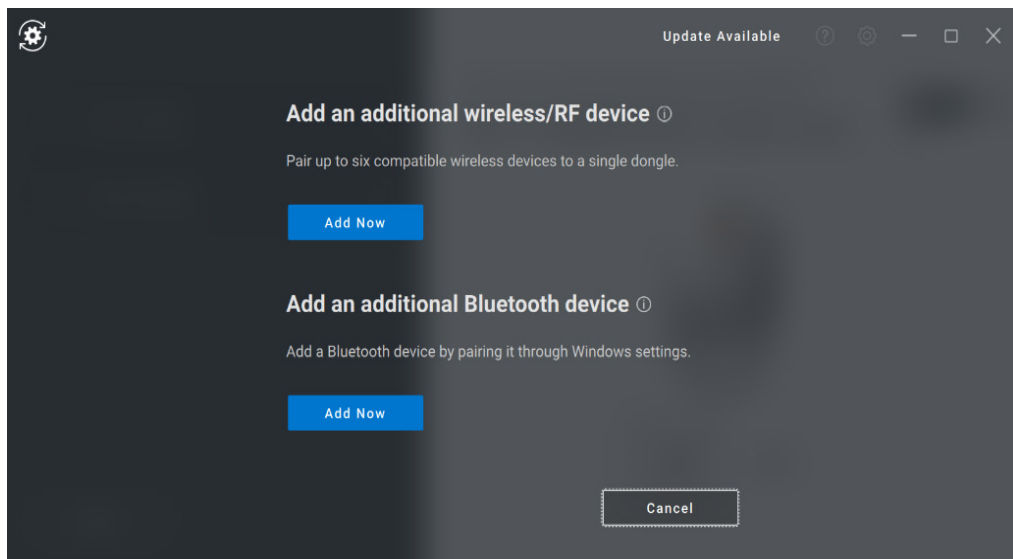 Update Available
Add an additional wireless/RF device
Pair up to six compatible wireless devices to a single dongle.
Add Now
Add an additional Bluetooth device
Add a Bluetooth device by pairing it through Windows settings.
Add Now
Cancel